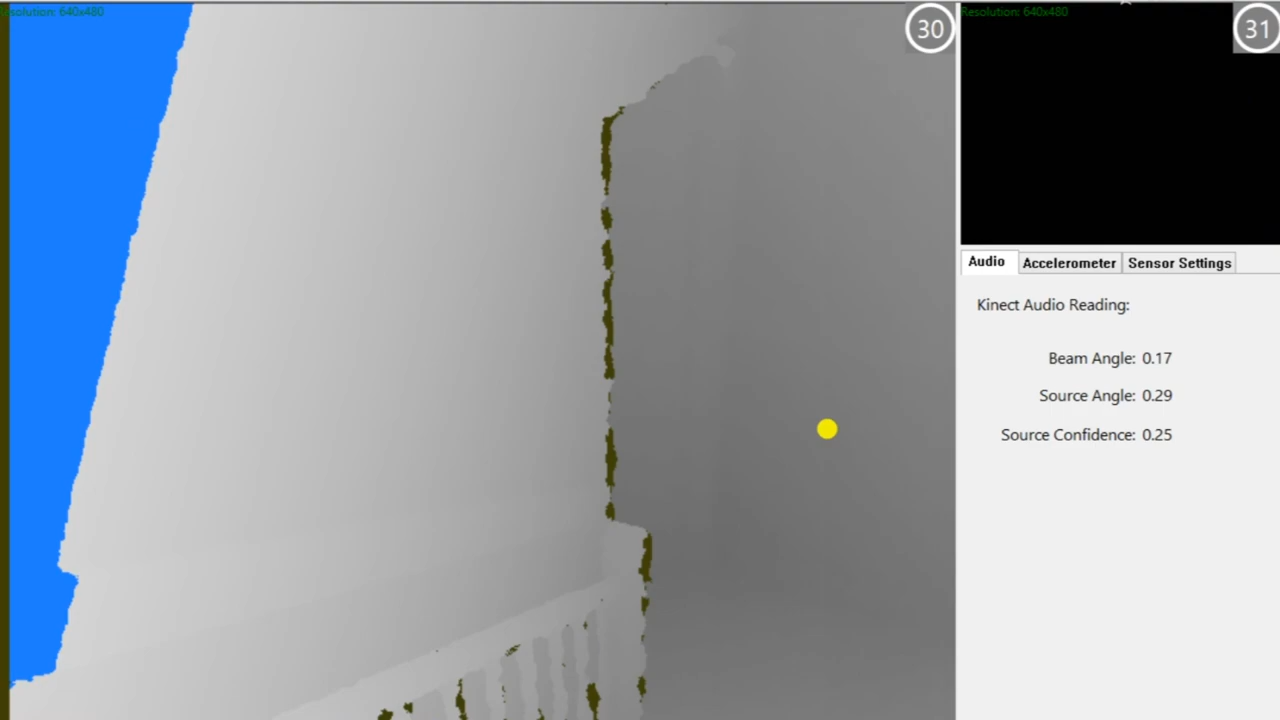 Resolution: 640x480
30
Resolution: 640x480
31
Audio Accelerometer Sensor Settings
Kinect Audio Reading:
Beam Angle: 0.17
Source Angle: 0.29
Source Confidence: 0.25